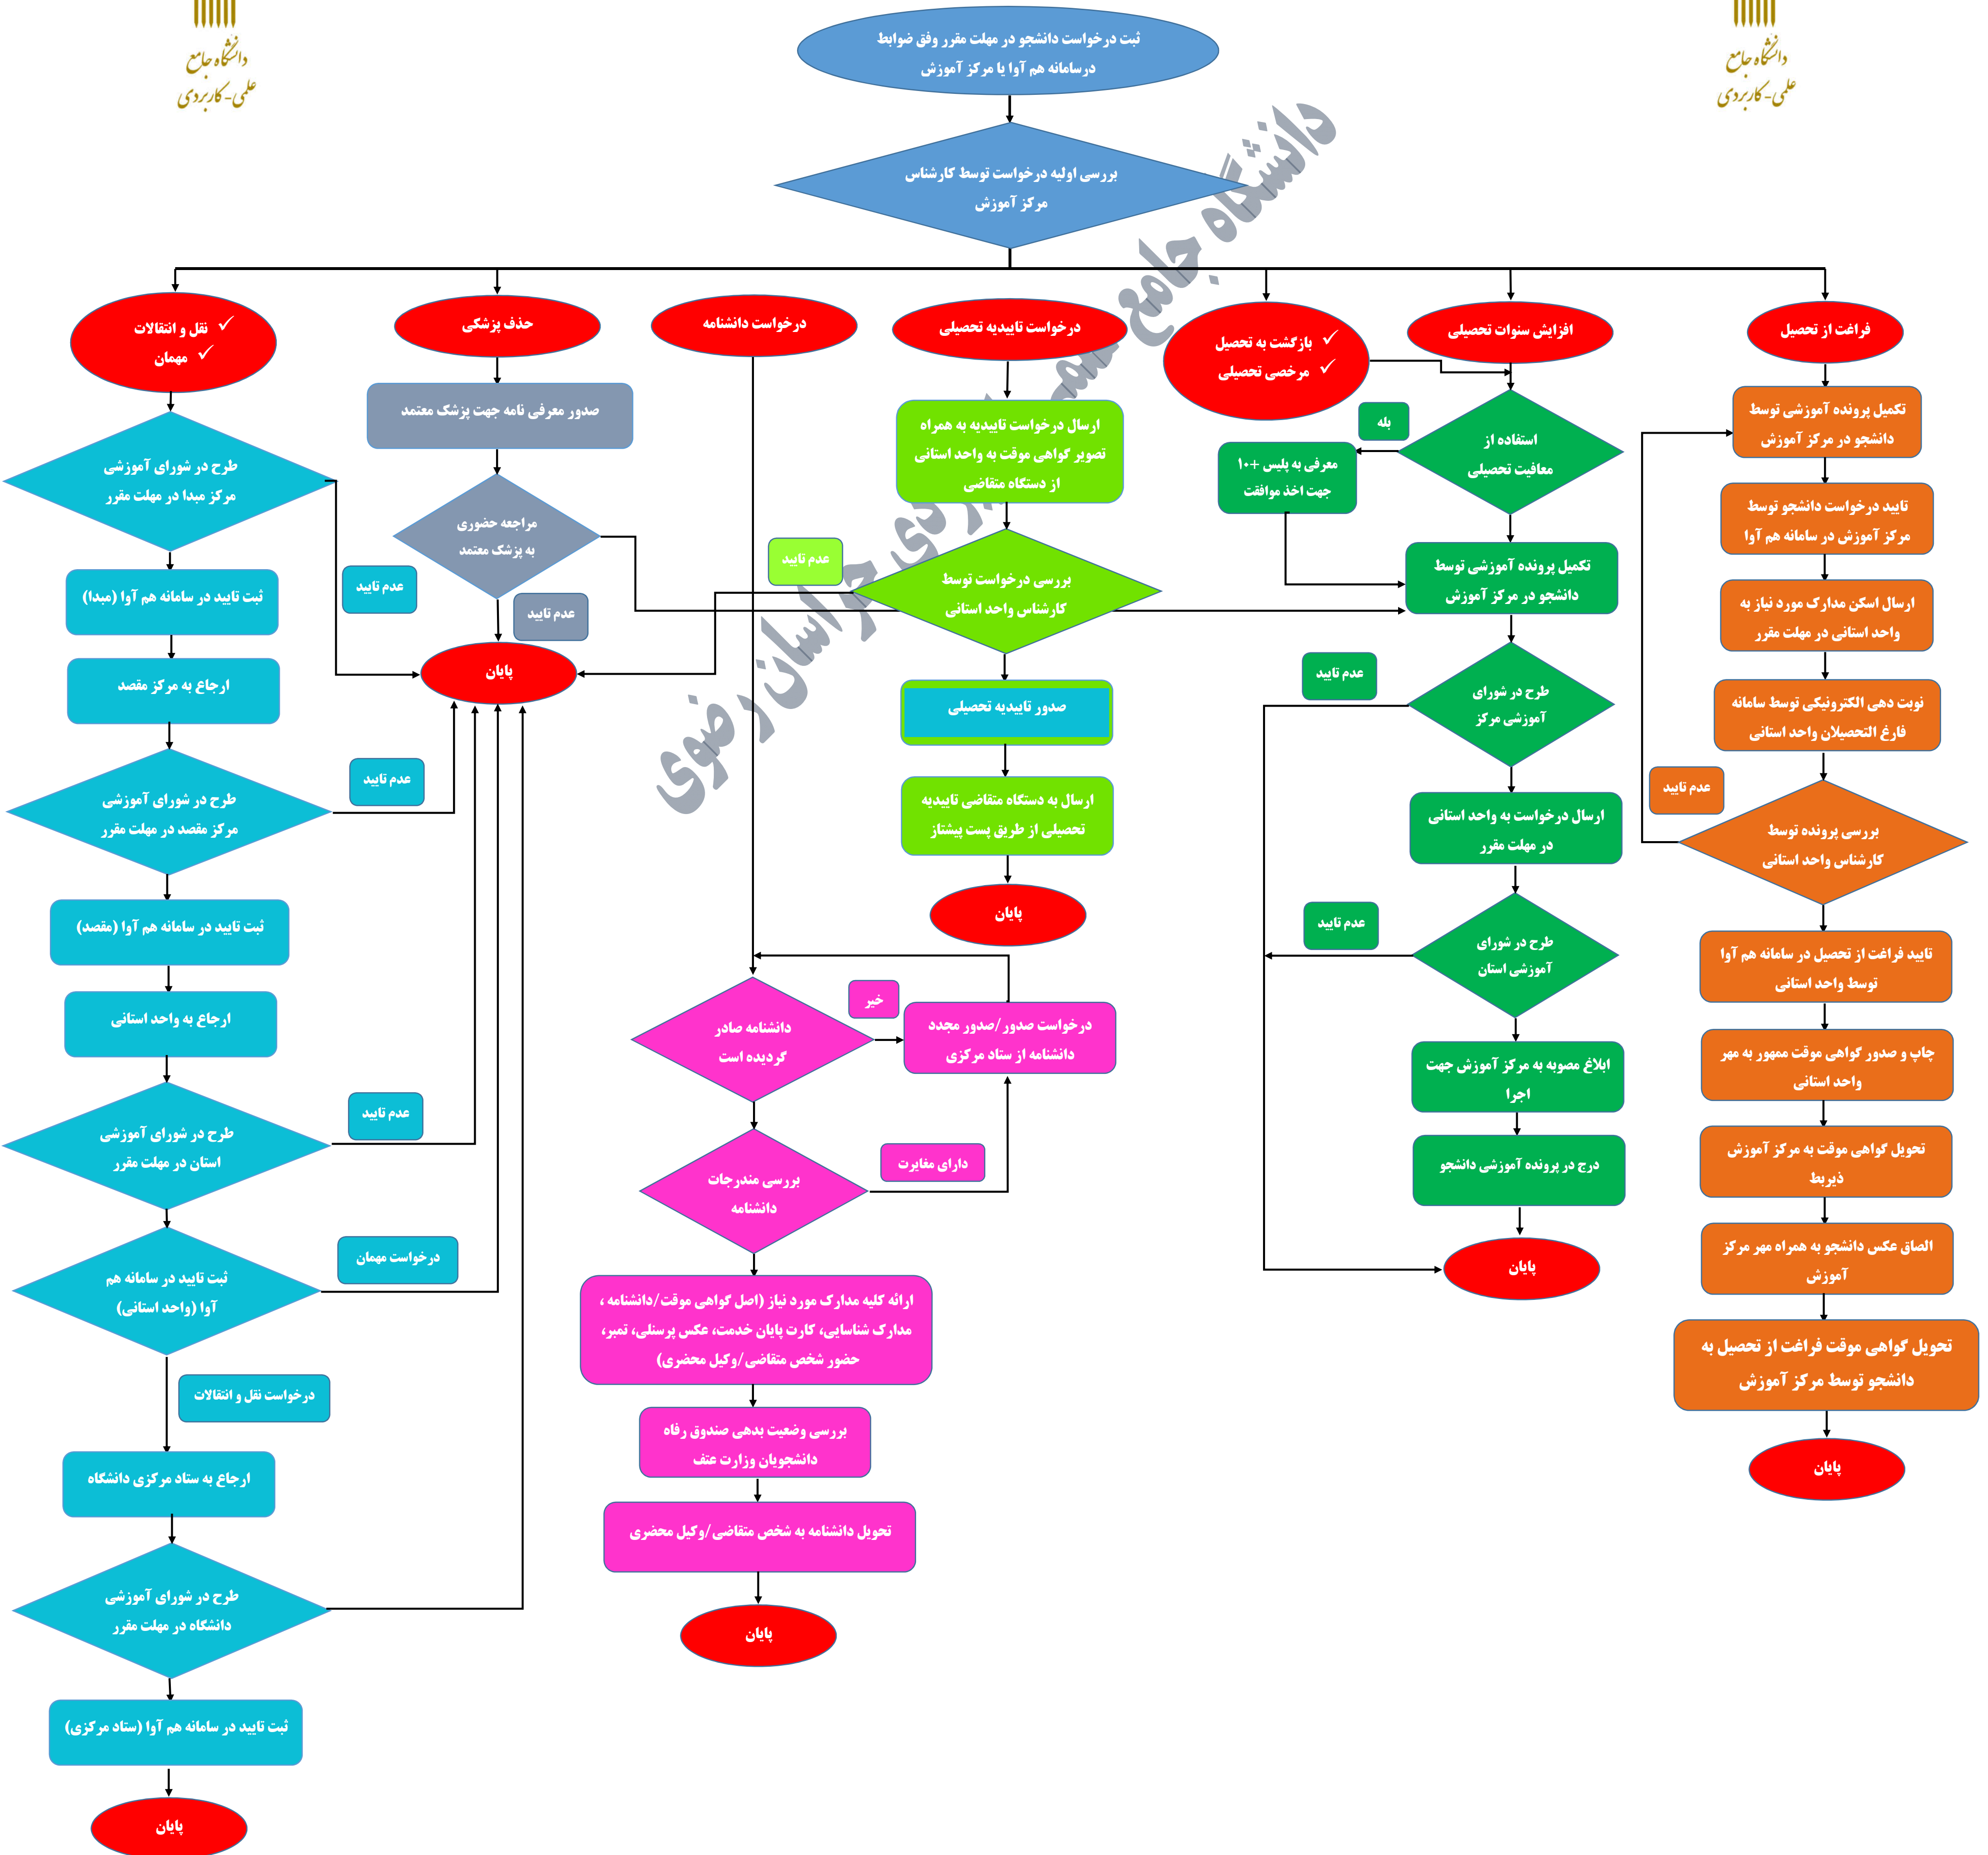 دانشگاه جامع
علمی-کاربردی
دانشگاه جامع
علمی-کاربردی
ثبت درخواست دانشجو در مهلت مقرر وفق ضوابط
درسامانه هم آوا یا مرکز آموزش
بررسی اولیه درخواست توسط کارشناس
مرکز آموزش
فراغت از تحصیل
تکمیل پرونده آموزشی توسط
دانشجو در مرکز آموزش
تایید درخواست دانشجو توسط
مرکز آموزش در سامانه هم آوا
ارسال اسکن مدارک مورد نیاز به
واحد استانی در مهلت مقرر
نوبت دهی الکترونیکی توسط سامانه
فارغ التحصیلان واحد استانی
عدم تایید
بررسی پرونده توسط
کارشناس واحد استانی
تایید فراغت از تحصیل در سامانه هم آوا
توسط واحد استانی
چاپ و صدور گواهی موقت ممهور به مهر
واحد استانی
تحویل گواهی موقت به مرکز آموزش
ذیربط
الصاق عکس دانشجو به همراه مهر مرکز
آموزش
تحویل گواهی موقت فراغت از تحصیل به
دانشجو توسط مرکز آموزش
پایان
افزایش سنوات تحصیلی
✓ بازگشت به تحصیل
✓ مرخصی تحصیلی
استفاده از
معافیت تحصیلی
بله
معرفی به پلیس +۱۰
جهت اخذ موافقت
تکمیل پرونده آموزشی توسط
دانشجو در مرکز آموزش
طرح در شورای
آموزشی مرکز
عدم تایید
ارسال درخواست به واحد استانی
در مهلت مقرر
طرح در شورای
آموزشی استان
عدم تایید
ابلاغ مصوبه به مرکز آموزش جهت
اجرا
درج در پرونده آموزشی دانشجو
پایان
درخواست تاییدیه تحصیلی
ارسال درخواست تاییدیه به همراه
تصویر گواهی موقت به واحد استانی
از دستگاه متقاضی
بررسی درخواست توسط
کارشناس واحد استانی
عدم تایید
صدور تاییدیه تحصیلی
ارسال به دستگاه متقاضی تاییدیه
تحصیلی از طریق پست پیشتاز
پایان
درخواست دانشنامه
دانشنامه صادر
گردیده است
خیر
درخواست صدور/صدور مجدد
دانشنامه از ستاد مرکزی
بررسی مندرجات
دانشنامه
دارای مغایرت
ارائه کلیه مدارک مورد نیاز (اصل گواهی موقت/دانشنامه ،
مدارک شناسایی، کارت پایان خدمت، عکس پرسنلی، تمبر،
حضور شخص متقاضی/وکیل محضری)
بررسی وضعیت بدهی صندوق رفاه
دانشجویان وزارت عتف
تحویل دانشنامه به شخص متقاضی/وکیل محضری
پایان
حذف پزشکی
صدور معرفی نامه جهت پزشک معتمد
مراجعه حضوری
به پزشک معتمد
عدم تایید
پایان
✓ نقل و انتقالات
✓ مهمان
طرح در شورای آموزشی
مرکز مبدا در مهلت مقرر
عدم تایید
ثبت تایید در سامانه هم آوا (مبدا)
ارجاع به مرکز مقصد
طرح در شورای آموزشی
مرکز مقصد در مهلت مقرر
عدم تایید
ثبت تایید در سامانه هم آوا (مقصد)
ارجاع به واحد استانی
طرح در شورای آموزشی
استان در مهلت مقرر
عدم تایید
ثبت تایید در سامانه هم
آوا (واحد استانی)
درخواست مهمان
درخواست نقل و انتقالات
ارجاع به ستاد مرکزی دانشگاه
طرح در شورای آموزشی
دانشگاه در مهلت مقرر
ثبت تایید در سامانه هم آوا (ستاد مرکزی)
پایان
دانشگاه جامع خراسان رضوی